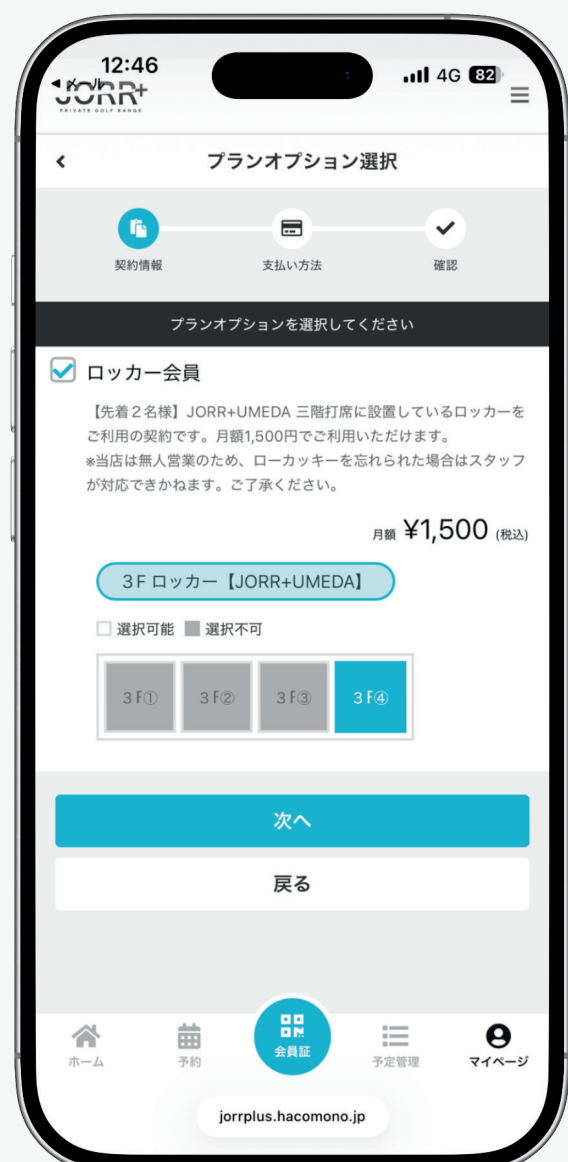 12:46
4G 82
◀ メール
JORR+
PRIVATE GOLF RANGE
プランオプション選択
契約情報
支払い方法
確認
プランオプションを選択してください
ロッカー会員
【先着２名様】JORR+UMEDA 三階打席に設置しているロッカーを
ご利用の契約です。月額1,500円でご利用いただけます。
※当店は無人営業のため、ローカッキーを忘れられた場合はスタッフ
が対応できかねます。ご了承ください。
月額 ¥1,500 (税込)
３F ロッカー【JORR+UMEDA】
選択可能 選択不可
３F① ３F② ３F③ ３F④
次へ
戻る
ホーム
予約
会員証
予定管理
マイページ
jorrplus.hacomono.jp